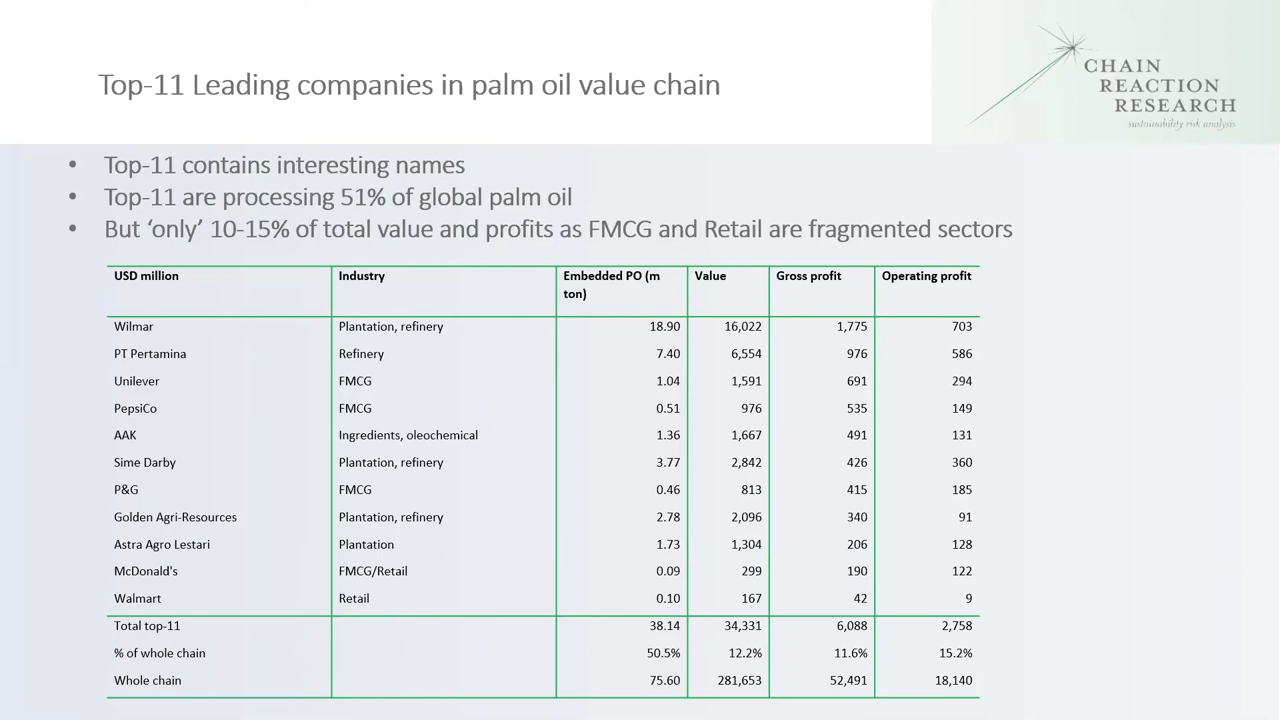 Top-11 Leading companies in palm oil value chain
CHAIN
REACTION
RESEARCH
sustainability risk analysis
• Top-11 contains interesting names
• Top-11 are processing 51% of global palm oil
• But ‘only’ 10-15% of total value and profits as FMCG and Retail are fragmented sectors
USD million Industry Embedded PO (m ton) Value Gross profit Operating profit
Wilmar Plantation, refinery 18.90 16,022 1,775 703
PT Pertamina Refinery 7.40 6,554 976 586
Unilever FMCG 1.04 1,591 691 294
PepsiCo FMCG 0.51 976 535 149
AAK Ingredients, oleochemical 1.36 1,667 491 131
Sime Darby Plantation, refinery 3.77 2,842 426 360
P&G FMCG 0.46 813 415 185
Golden Agri-Resources Plantation, refinery 2.78 2,096 340 91
Astra Agro Lestari Plantation 1.73 1,304 206 128
McDonald's FMCG/Retail 0.09 299 190 122
Walmart Retail 0.10 167 42 9
Total top-11 38.14 34,331 6,088 2,758
% of whole chain 50.5% 12.2% 11.6% 15.2%
Whole chain 75.60 281,653 52,491 18,140